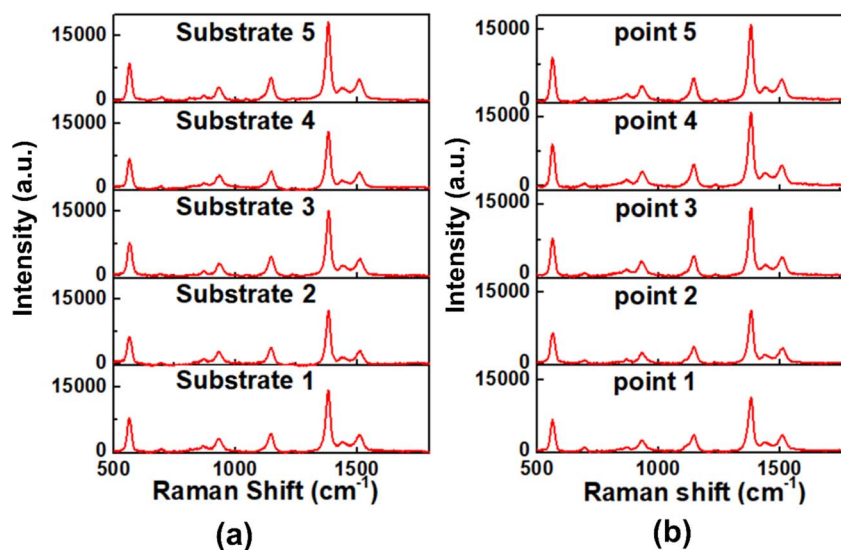 Intensity (a.u.)
15000
0
Substrate 5
15000
0
Substrate 4
15000
0
Substrate 3
15000
0
Substrate 2
15000
0
Substrate 1
500
1000
1500
Raman Shift (cm⁻¹)
(a)
Intensity (a.u.)
15000
0
point 5
15000
0
point 4
15000
0
point 3
15000
0
point 2
15000
0
point 1
500
1000
1500
Raman shift (cm⁻¹)
(b)